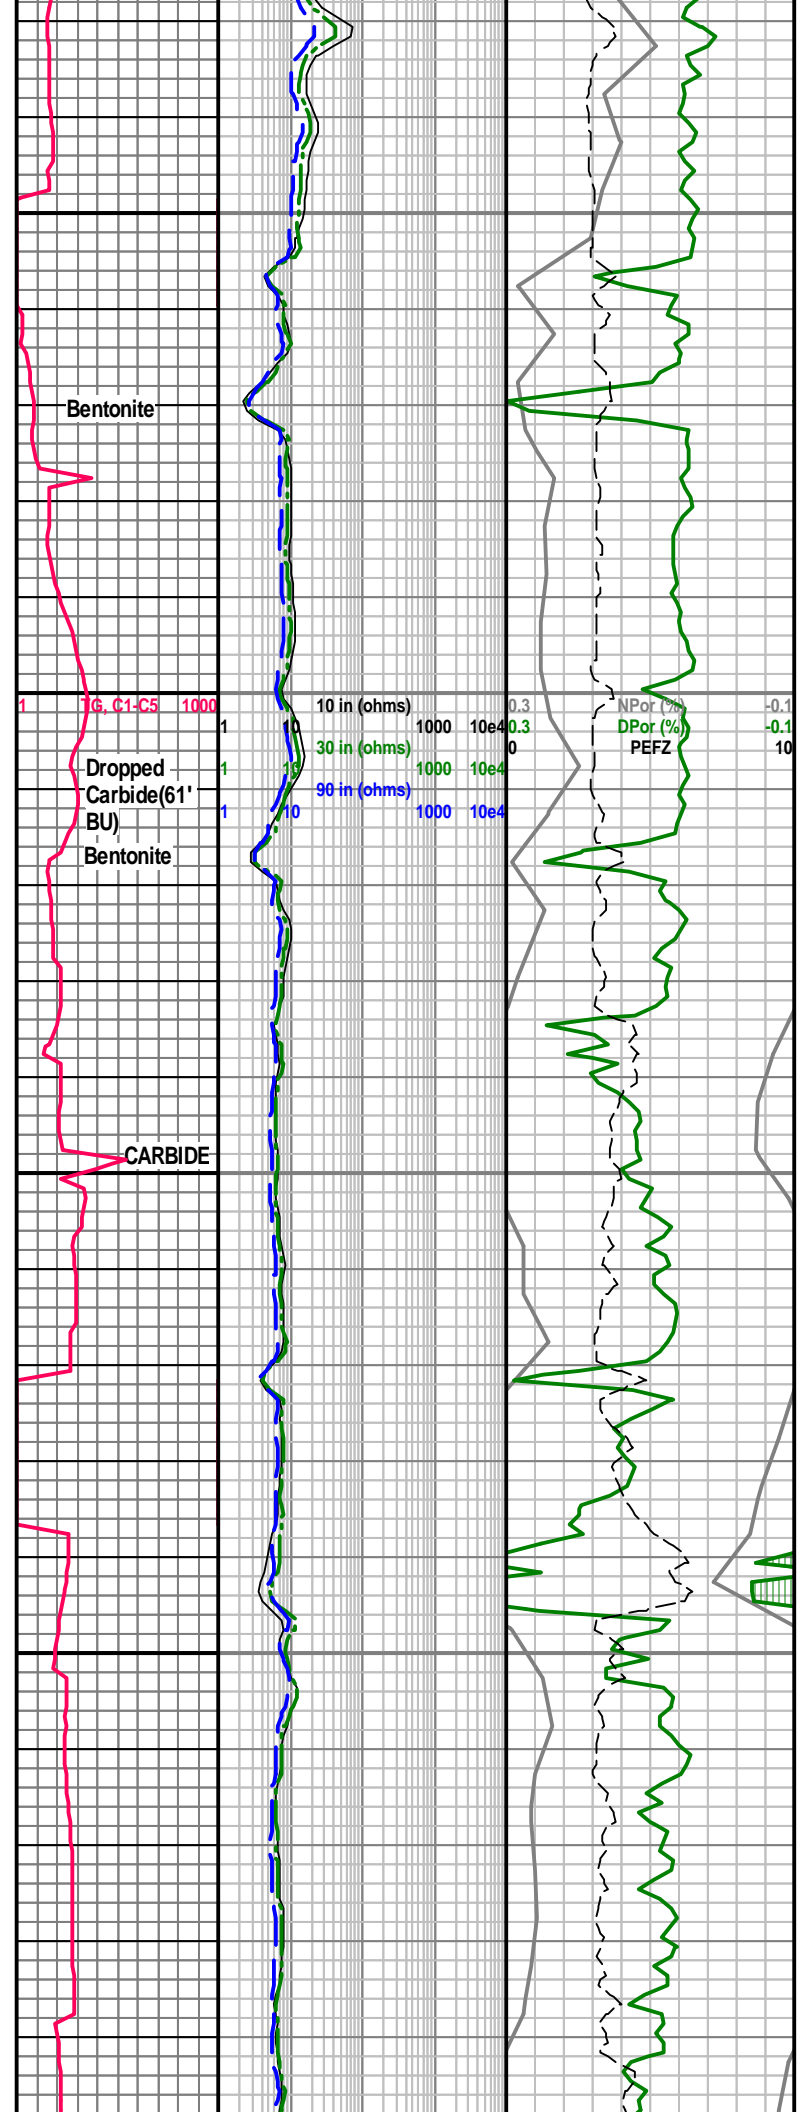 Bentonite
1 TG, C1-C5 1000
10 in (ohms)
1 10 1000 10e4
30 in (ohms)
1 10 1000 10e4
90 in (ohms)
1 10 1000 10e4
0.3 NPor (%) -0.1
0.3 DPor (%) -0.1
0 PEFZ 10
Dropped
Carbide(61'
BU)
Bentonite
CARBIDE